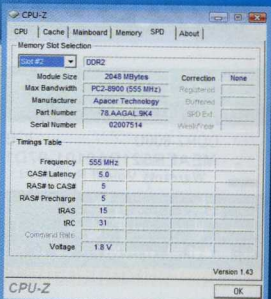 CPU-Z
CPU Cache Mainboard Memory SPD About
Memory Slot Selection
Slot #2 DDR2
Module Size 2048 MBytes Correction None
Max Bandwidth PC2-8900 (555 MHz) Registered
Manufacturer Apacer Technology Buffered
Part Number 78.AAGAL.9K4 SPD Ext.
Serial Number 02007514 Week/Year
Timings Table
Frequency 555 MHz
CAS# Latency 5.0
RAS# to CAS# 5
RAS# Precharge 5
tRAS 15
tRC 31
Command Rate
Voltage 1.8 V
Version 1.43
CPU-Z OK